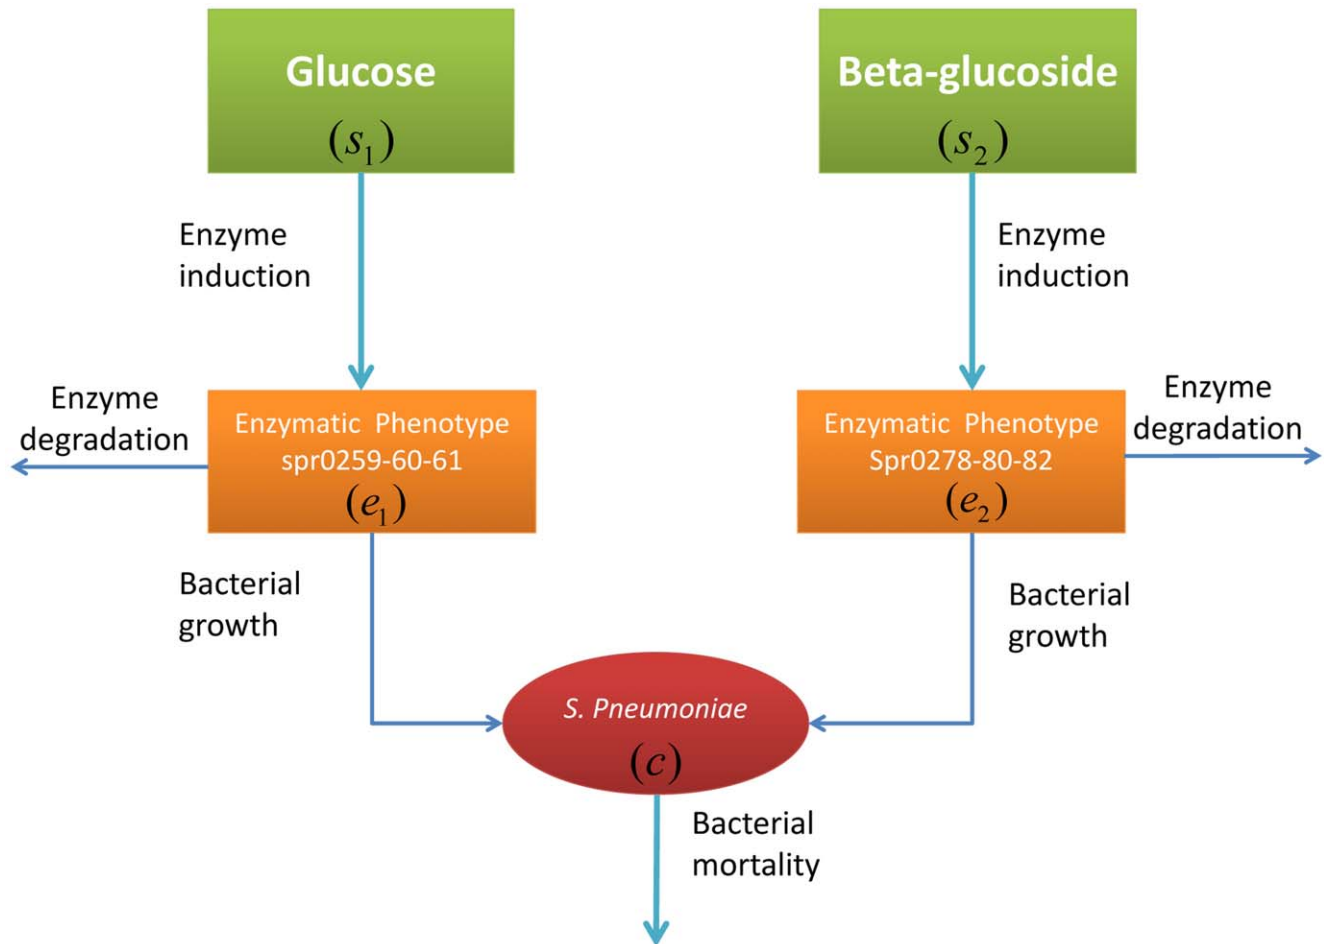 Glucose
(s₁)
Beta-glucoside
(s₂)
Enzyme
induction
Enzyme
induction
Enzyme
degradation
Enzymatic Phenotype
spr0259-60-61
(e₁)
Enzymatic Phenotype
Spr0278-80-82
(e₂)
Enzyme
degradation
Bacterial
growth
Bacterial
growth
S. Pneumoniae
(c)
Bacterial
mortality